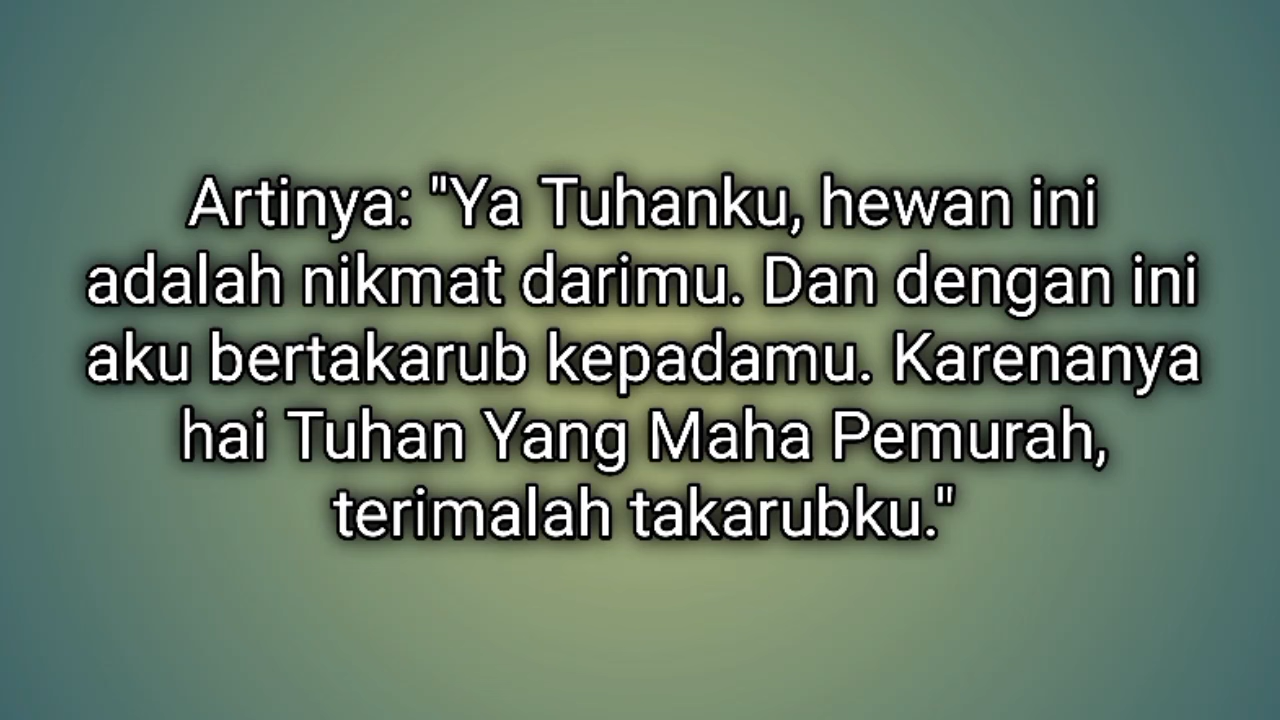 Artinya: "Ya Tuhanku, hewan ini
adalah nikmat darimu. Dan dengan ini
aku bertakarub kepadamu. Karenanya
hai Tuhan Yang Maha Pemurah,
terimalah takarubku."